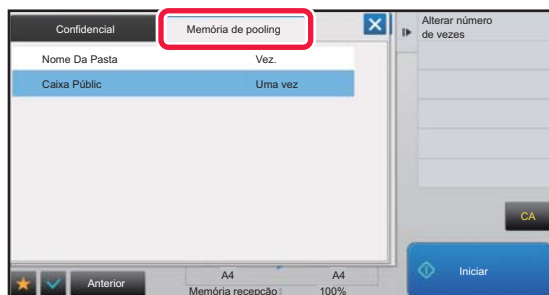 Confidencial
Memória de pooling
Alterar número
de vezes
Nome Da Pasta Vez.
Caixa Públic Uma vez
CA
A4 A4
Iniciar
Anterior
Memória recepção: 100%